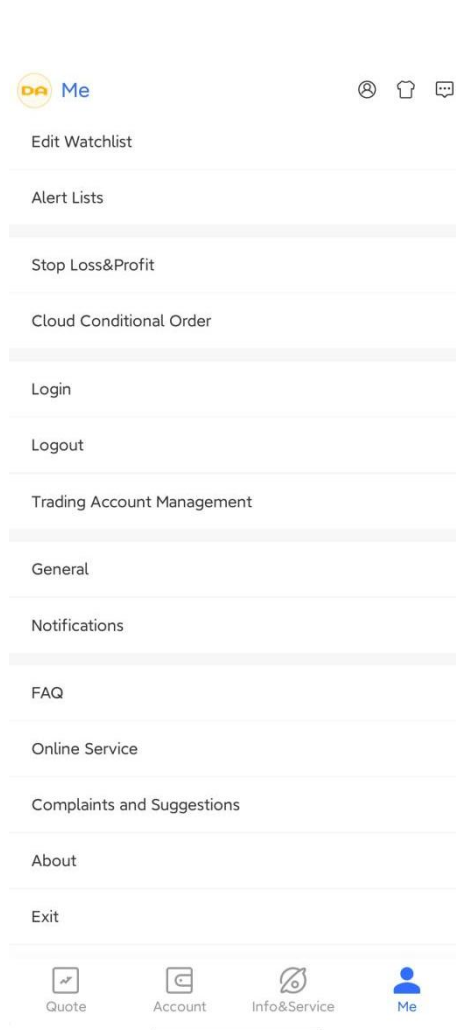 DA Me
Edit Watchlist
Alert Lists
Stop Loss&Profit
Cloud Conditional Order
Login
Logout
Trading Account Management
General
Notifications
FAQ
Online Service
Complaints and Suggestions
About
Exit
Quote Account Info&Service Me